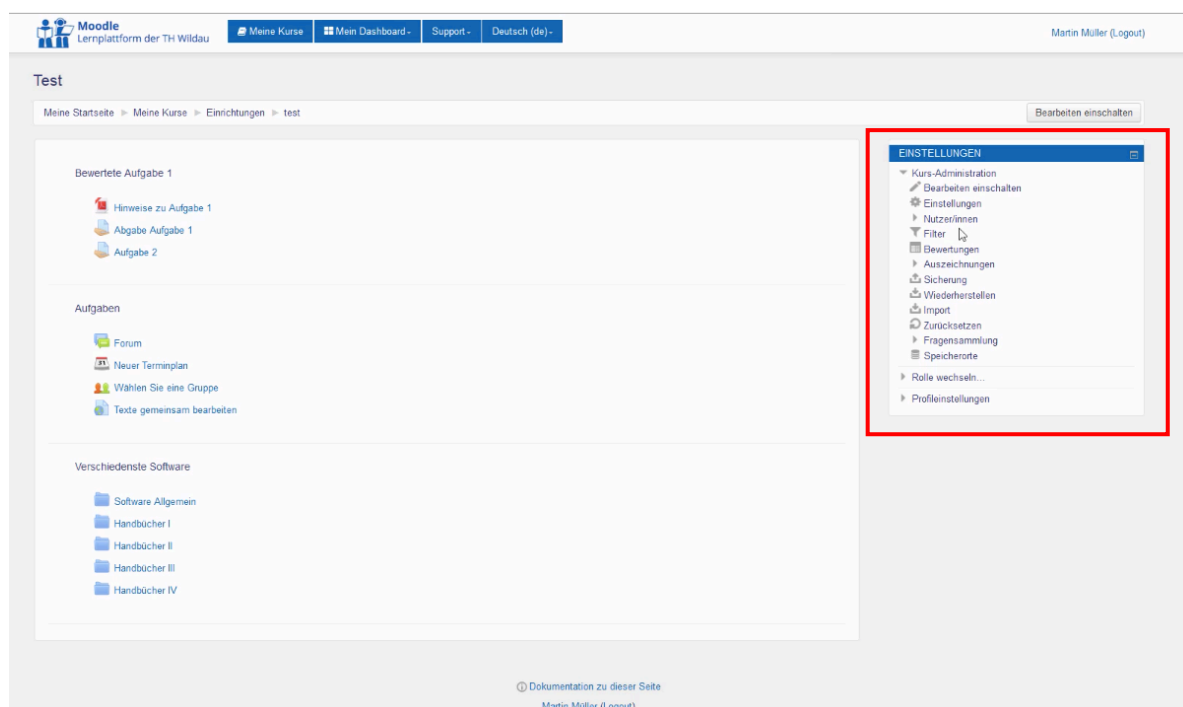 Moodle
Lernplattform der TH Wildau
Meine Kurse
Mein Dashboard
Support
Deutsch (de)
Martin Müller (Logout)
Test
Meine Startseite ► Meine Kurse ► Einrichtungen ► test
Bearbeiten einschalten
Bewertete Aufgabe 1
Hinweise zu Aufgabe 1
Abgabe Aufgabe 1
Aufgabe 2
Aufgaben
Forum
31
Neuer Terminplan
Wählen Sie eine Gruppe
Texte gemeinsam bearbeiten
Verschiedenste Software
Software Allgemein
Handbücher I
Handbücher II
Handbücher III
Handbücher IV
EINSTELLUNGEN
Kurs-Administration
Bearbeiten einschalten
Einstellungen
Nutzer/innen
Filter
Bewertungen
Auszeichnungen
Sicherung
Wiederherstellen
Import
Zurücksetzen
Fragensammlung
Speicherorte
Rolle wechseln...
Profileinstellungen
Dokumentation zu dieser Seite
Martin Müller (Logout)